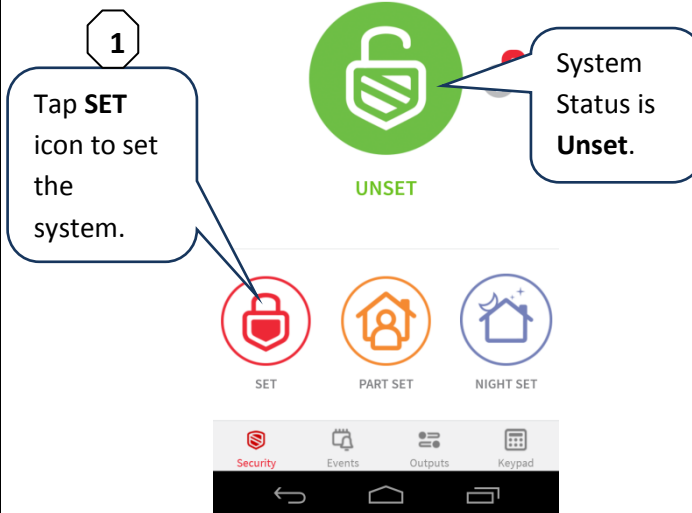 1
Tap SET
icon to set
the
system.
System
Status is
Unset.
UNSET
SET PART SET NIGHT SET
Security Events Outputs Keypad